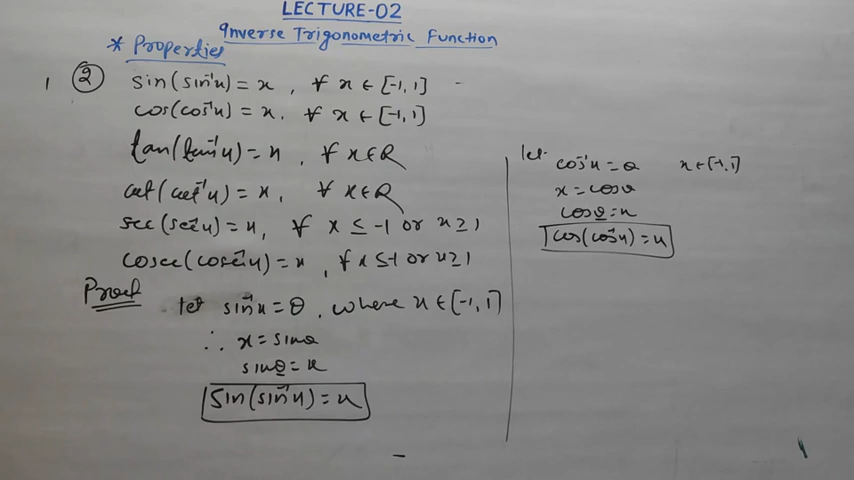 LECTURE-02
Inverse Trigonometric Function
* Properties
1 ② sin(sin⁻¹x) = x , ∀ x ∈ [-1,1]
cos(cos⁻¹x) = x. ∀ x ∈ [-1,1]
tan(tan⁻¹x) = x , ∀ x ∈ R
cot(cot⁻¹x) = x, ∀ x ∈ R
sec(sec⁻¹x) = x, ∀ x ≤ -1 or x ≥ 1
cosec(cosec⁻¹x) = x , ∀ x ≤ -1 or x ≥ 1
Proof
let sin⁻¹x = θ , where x ∈ [-1,1]
∴ x = sinθ
sinθ = x
sin(sin⁻¹x) = x
let cos⁻¹x = θ x ∈ [-1,1]
x = cosθ
cosθ = x
cos(cos⁻¹x) = x